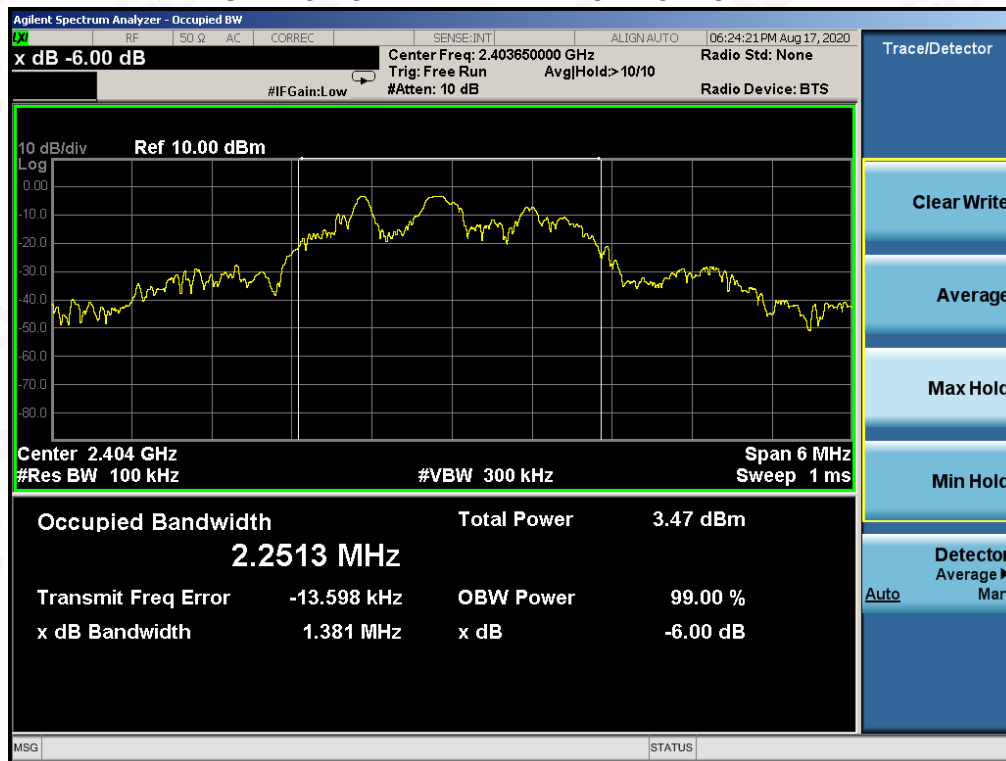 Agilent Spectrum Analyzer - Occupied BW
LXI RF 50 Ω AC CORREC SENSE:INT ALIGN AUTO 06:24:21 PM Aug 17, 2020
x dB -6.00 dB Center Freq: 2.403650000 GHz Radio Std: None
Trig: Free Run Avg|Hold:> 10/10
#IFGain:Low #Atten: 10 dB Radio Device: BTS
Trace/Detector
10 dB/div Ref 10.00 dBm
Log
0.00
-10.0
-20.0
-30.0
-40.0
-50.0
-60.0
-70.0
-80.0
Center 2.404 GHz Span 6 MHz
#Res BW 100 kHz #VBW 300 kHz Sweep 1 ms
Occupied Bandwidth Total Power 3.47 dBm
2.2513 MHz
Transmit Freq Error -13.598 kHz OBW Power 99.00 %
x dB Bandwidth 1.381 MHz x dB -6.00 dB
Clear Write
Average
Max Hold
Min Hold
Detector
Average▶
Auto Man
MSG STATUS